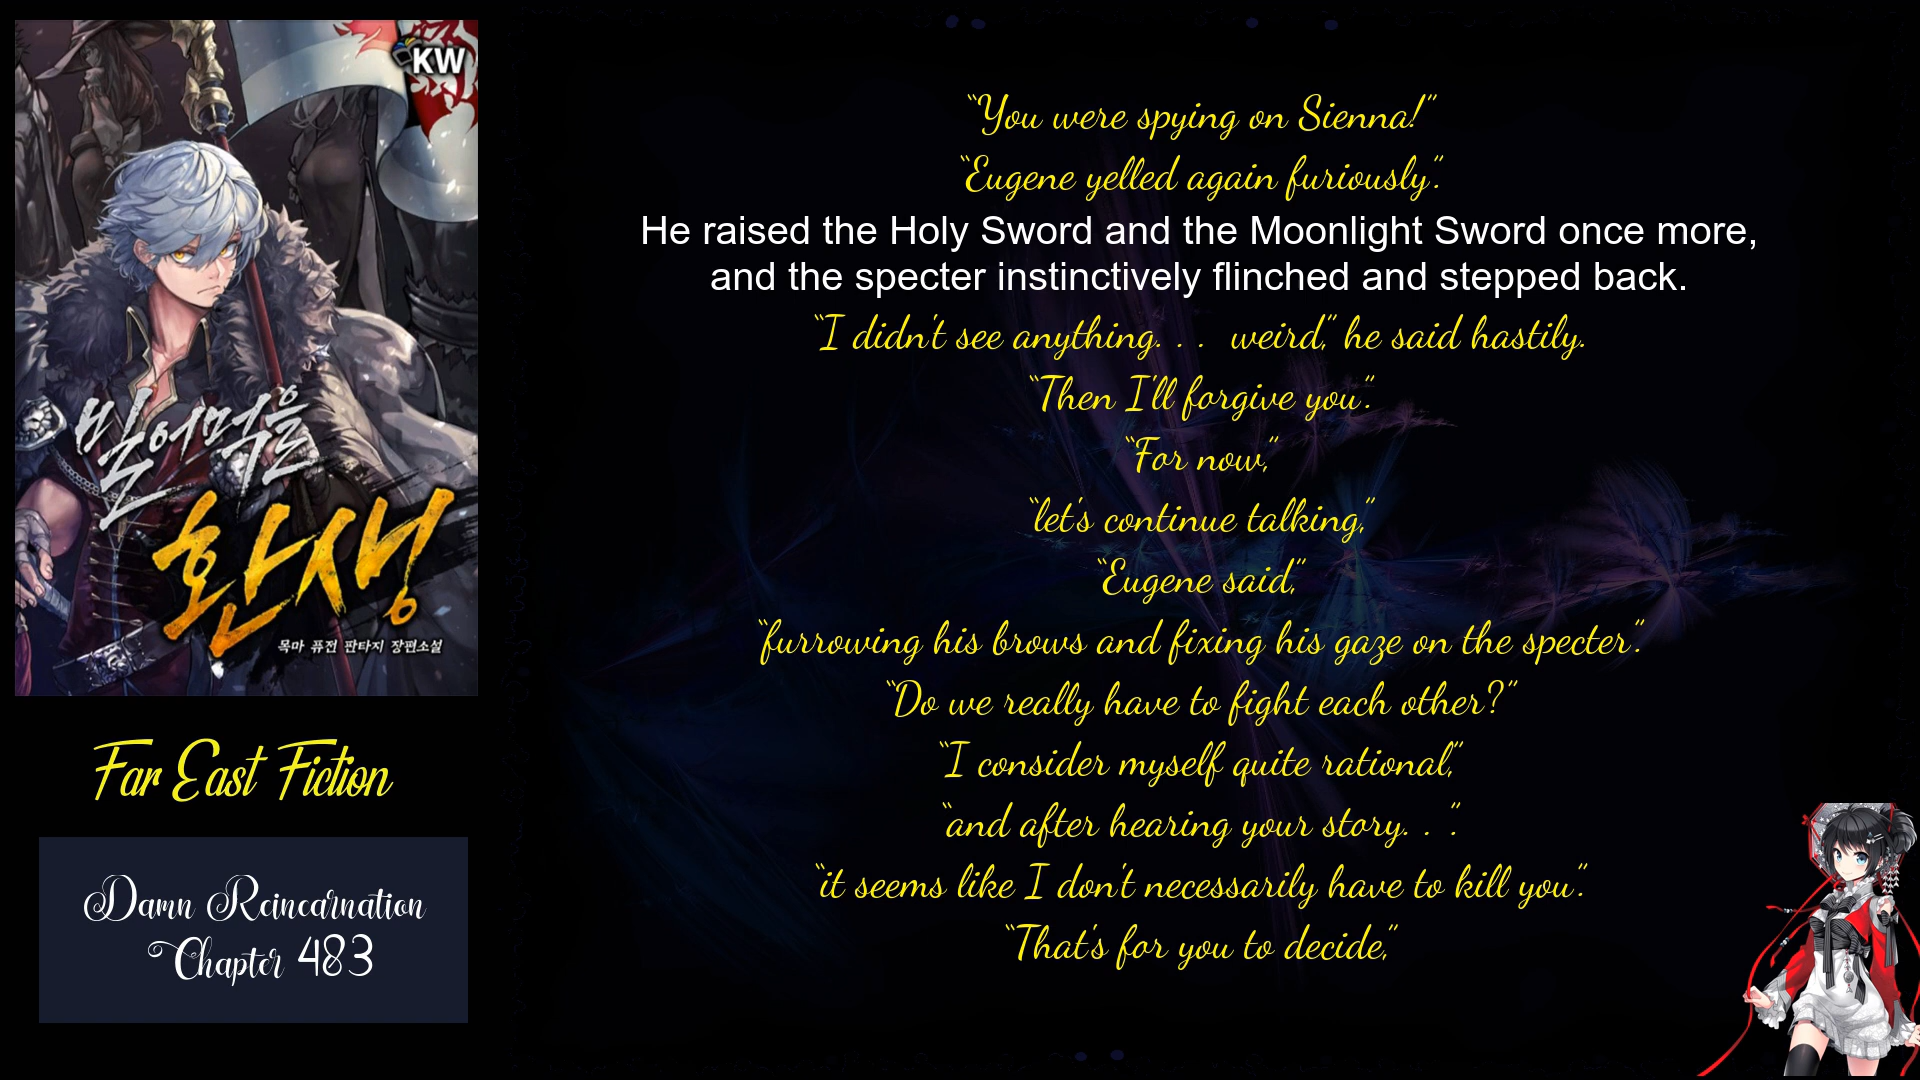 KW
빌어먹을
환생
목마 퓨전 판타지 장편소설
Far East Fiction
Damn Reincarnation
Chapter 483
“You were spying on Sienna!”
“Eugene yelled again furiously”.
He raised the Holy Sword and the Moonlight Sword once more,
and the specter instinctively flinched and stepped back.
“I didn't see anything. . .  weird,” he said hastily.
“Then I'll forgive you”.
“For now,”
“let's continue talking,”
“Eugene said,”
“furrowing his brows and fixing his gaze on the specter”.
“Do we really have to fight each other?”
“I consider myself quite rational,”
“and after hearing your story. . ”.
“it seems like I don't necessarily have to kill you”.
“That's for you to decide,”